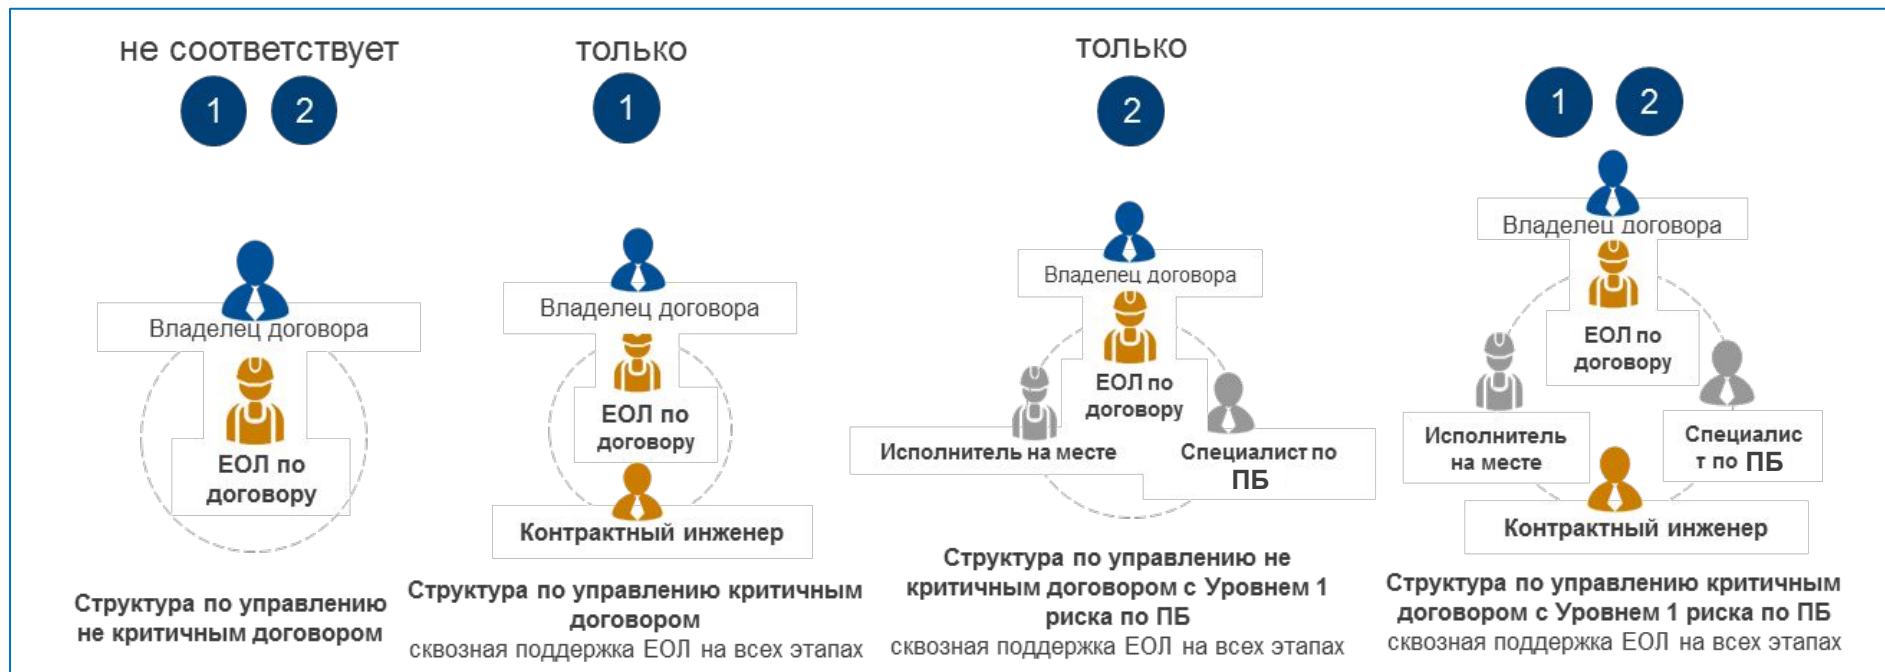 не соответствует
1 2
Владелец договора
ЕОЛ по
договору
Структура по управлению
не критичным договором
только
1
Владелец договора
ЕОЛ по
договору
Контрактный инженер
Структура по управлению критичным
договором
сквозная поддержка ЕОЛ на всех этапах
только
2
Владелец договора
ЕОЛ по
договору
Исполнитель на месте
Специалист по
ПБ
Структура по управлению не
критичным договором с Уровнем 1
риска по ПБ
сквозная поддержка ЕОЛ на всех этапах
1 2
Владелец договора
ЕОЛ по
договору
Исполнитель
на месте
Специалис
т по ПБ
Контрактный инженер
Структура по управлению критичным
договором с Уровнем 1 риска по ПБ
сквозная поддержка ЕОЛ на всех этапах